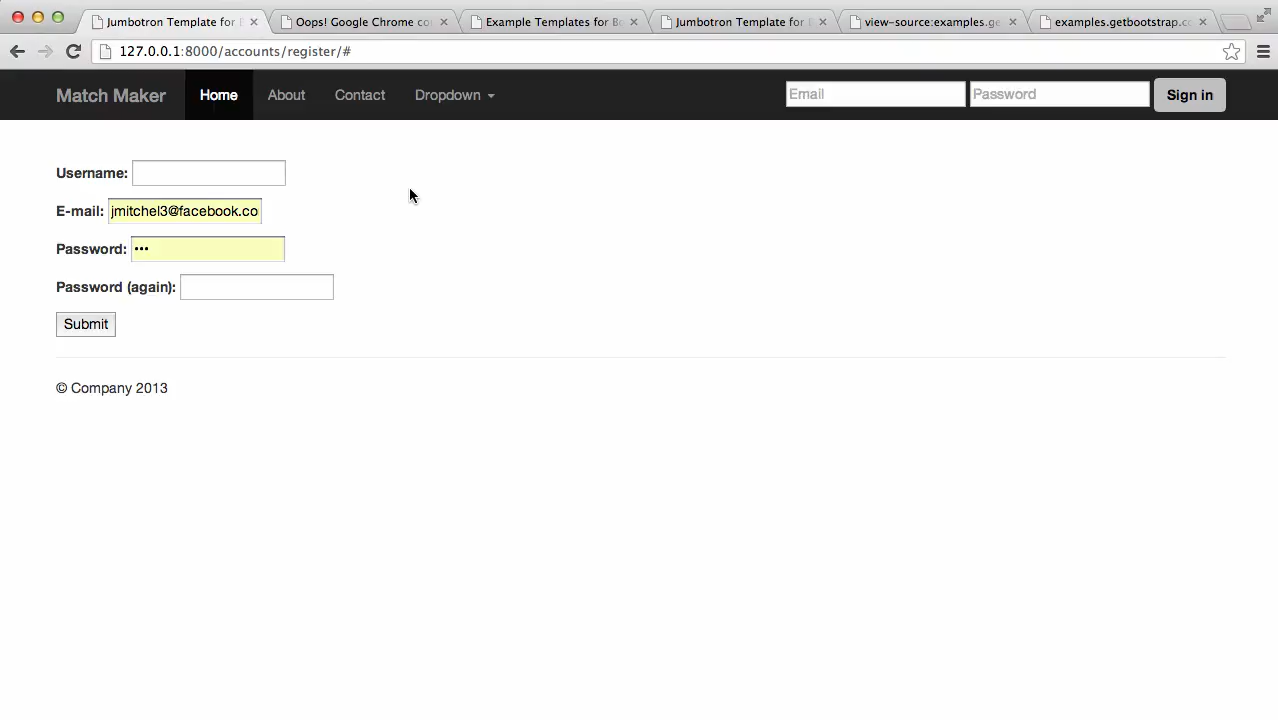 Jumbotron Template for
Oops! Google Chrome co
Example Templates for Bo
Jumbotron Template for
view-source:examples.ge
examples.getbootstrap.co
127.0.0.1:8000/accounts/register/#
Match Maker Home About Contact Dropdown Email Password Sign in
Username:
E-mail: jmitchel3@facebook.co
Password: •••
Password (again):
Submit
© Company 2013